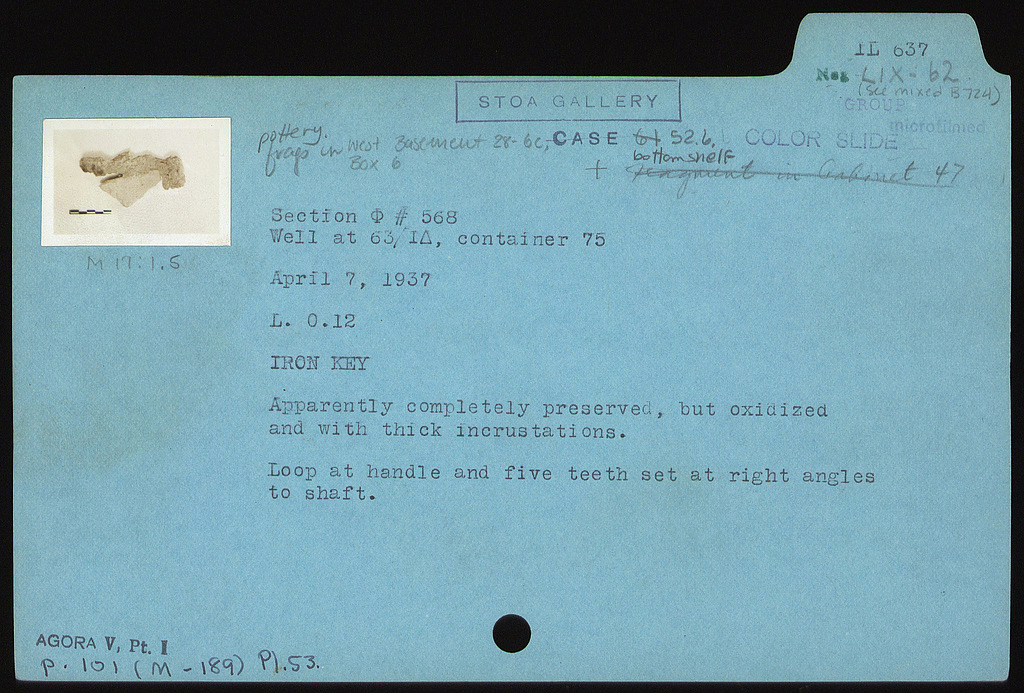 IL 637
Neg LIX-62
(See mixed B 724)
GROUP
microfilmed
STOA GALLERY
pottery.
frags in West Basement 28-6c,
Box 6
CASE 61 52.6,
bottom shelf
COLOR SLIDE
+ fragment in Cabinet 47
M 17:1.5
Section Φ # 568
Well at 63/ΙΔ, container 75
April 7, 1937
L. 0.12
IRON KEY
Apparently completely preserved, but oxidized
and with thick incrustations.
Loop at handle and five teeth set at right angles
to shaft.
AGORA V, Pt. I
p. 101 (M-189) Pl.53.